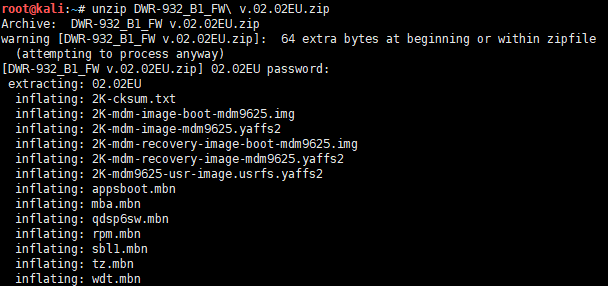 root@kali:~# unzip DWR-932_B1_FW\ v.02.02EU.zip
Archive:  DWR-932_B1_FW v.02.02EU.zip
warning [DWR-932_B1_FW v.02.02EU.zip]:  64 extra bytes at beginning or within zipfile
  (attempting to process anyway)
[DWR-932_B1_FW v.02.02EU.zip] 02.02EU password:
 extracting: 02.02EU
  inflating: 2K-cksum.txt
  inflating: 2K-mdm-image-boot-mdm9625.img
  inflating: 2K-mdm-image-mdm9625.yaffs2
  inflating: 2K-mdm-recovery-image-boot-mdm9625.img
  inflating: 2K-mdm-recovery-image-mdm9625.yaffs2
  inflating: 2K-mdm9625-usr-image.usrfs.yaffs2
  inflating: appsboot.mbn
  inflating: mba.mbn
  inflating: qdsp6sw.mbn
  inflating: rpm.mbn
  inflating: sbl1.mbn
  inflating: tz.mbn
  inflating: wdt.mbn